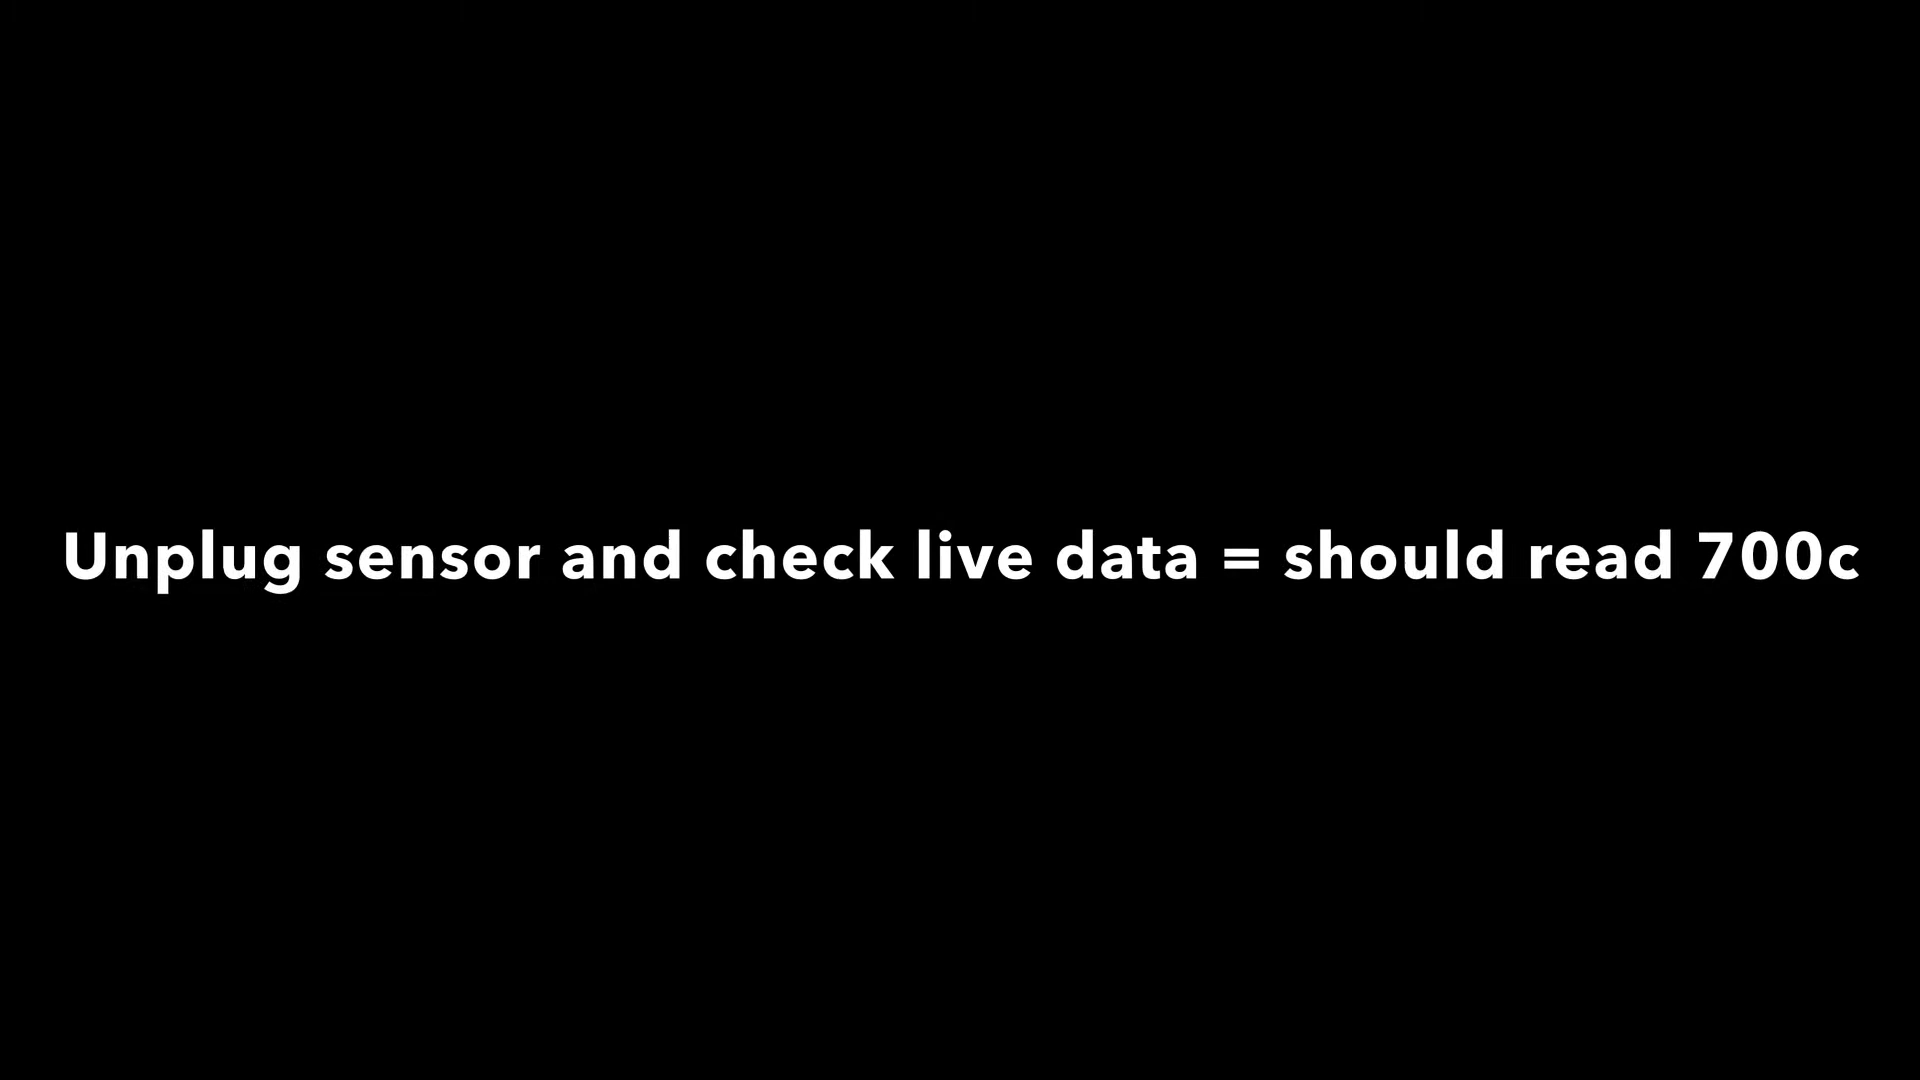 Unplug sensor and check live data = should read 700c